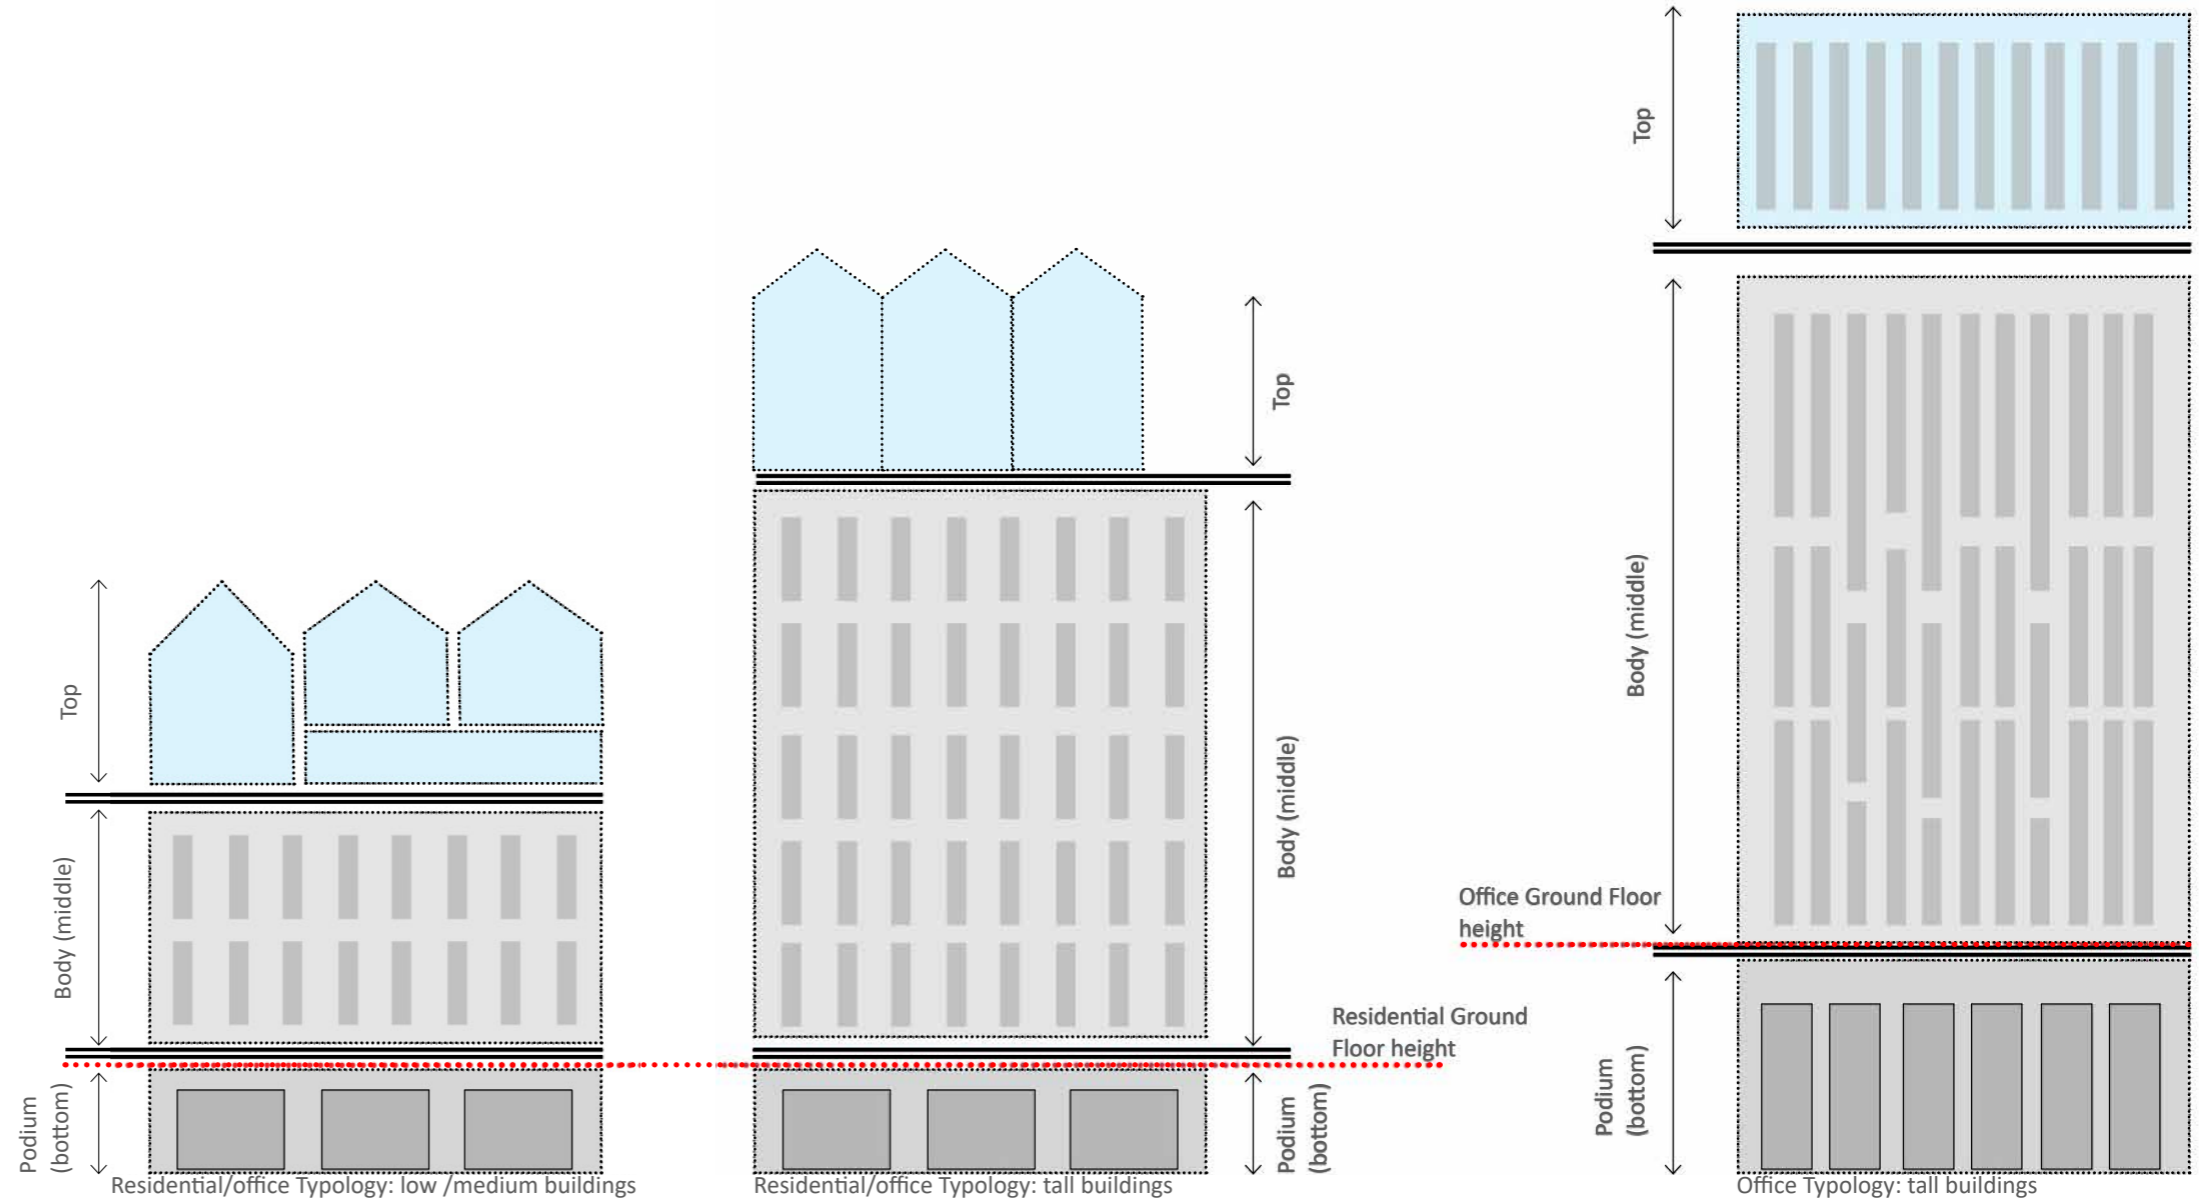 Top
Body (middle)
Podium
(bottom)
Residential/office Typology: low /medium buildings
Top
Body (middle)
Residential Ground
Floor height
Podium
(bottom)
Residential/office Typology: tall buildings
Top
Body (middle)
Office Ground Floor
height
Podium
(bottom)
Office Typology: tall buildings